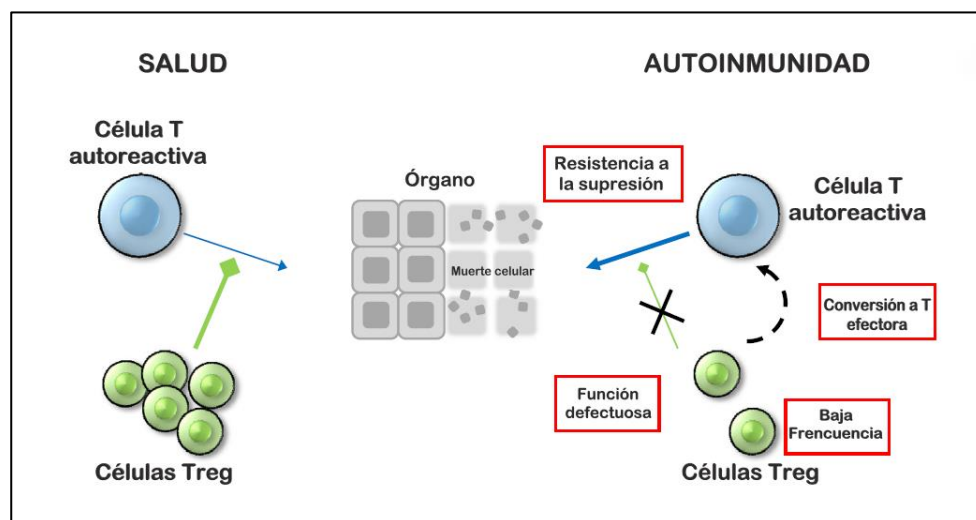 SALUD
Célula T
autoreactiva
Células Treg
Órgano
Muerte celular
AUTOINMUNIDAD
Resistencia a
la supresión
Célula T
autoreactiva
Conversión a T
efectora
Función
defectuosa
Baja
Frencuencia
Células Treg